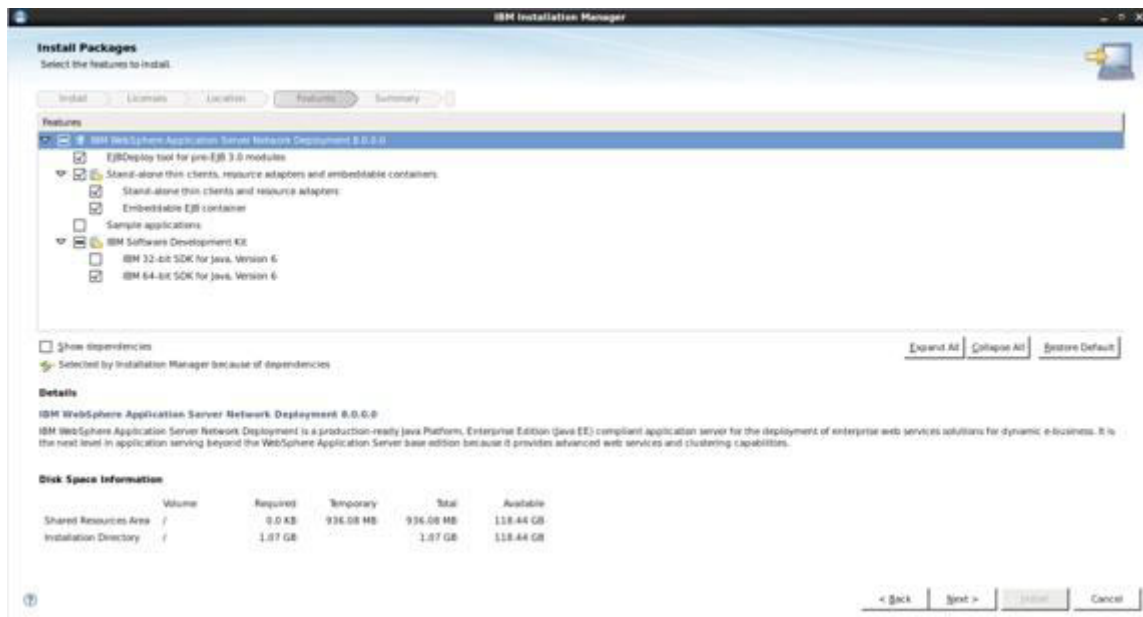 IBM Installation Manager
Install Packages
Select the features to install.
Install Licenses Location Features Summary
Features
IBM WebSphere Application Server Network Deployment 8.0.0.0
EJBDeploy tool for pre-EJB 3.0 modules
Stand-alone thin clients, resource adapters and embeddable containers
Stand-alone thin clients and resource adapters
Embeddable EJB container
Sample applications
IBM Software Development Kit
IBM 32-bit SDK for Java, Version 6
IBM 64-bit SDK for Java, Version 6
Show dependencies
Expand All Collapse All Restore Default
Selected by Installation Manager because of dependencies
Details
IBM WebSphere Application Server Network Deployment 8.0.0.0
IBM WebSphere Application Server Network Deployment is a production-ready Java Platform, Enterprise Edition (Java EE) compliant application server for the deployment of enterprise web services solutions for dynamic e-business. It is
the next level in application serving beyond the WebSphere Application Server base edition because it provides advanced web services and clustering capabilities.
Disk Space Information
Volume Required Temporary Total Available
Shared Resources Area / 0.0 KB 936.08 MB 936.08 MB 118.44 GB
Installation Directory / 1.07 GB 1.07 GB 118.44 GB
? < Back Next > Install Cancel